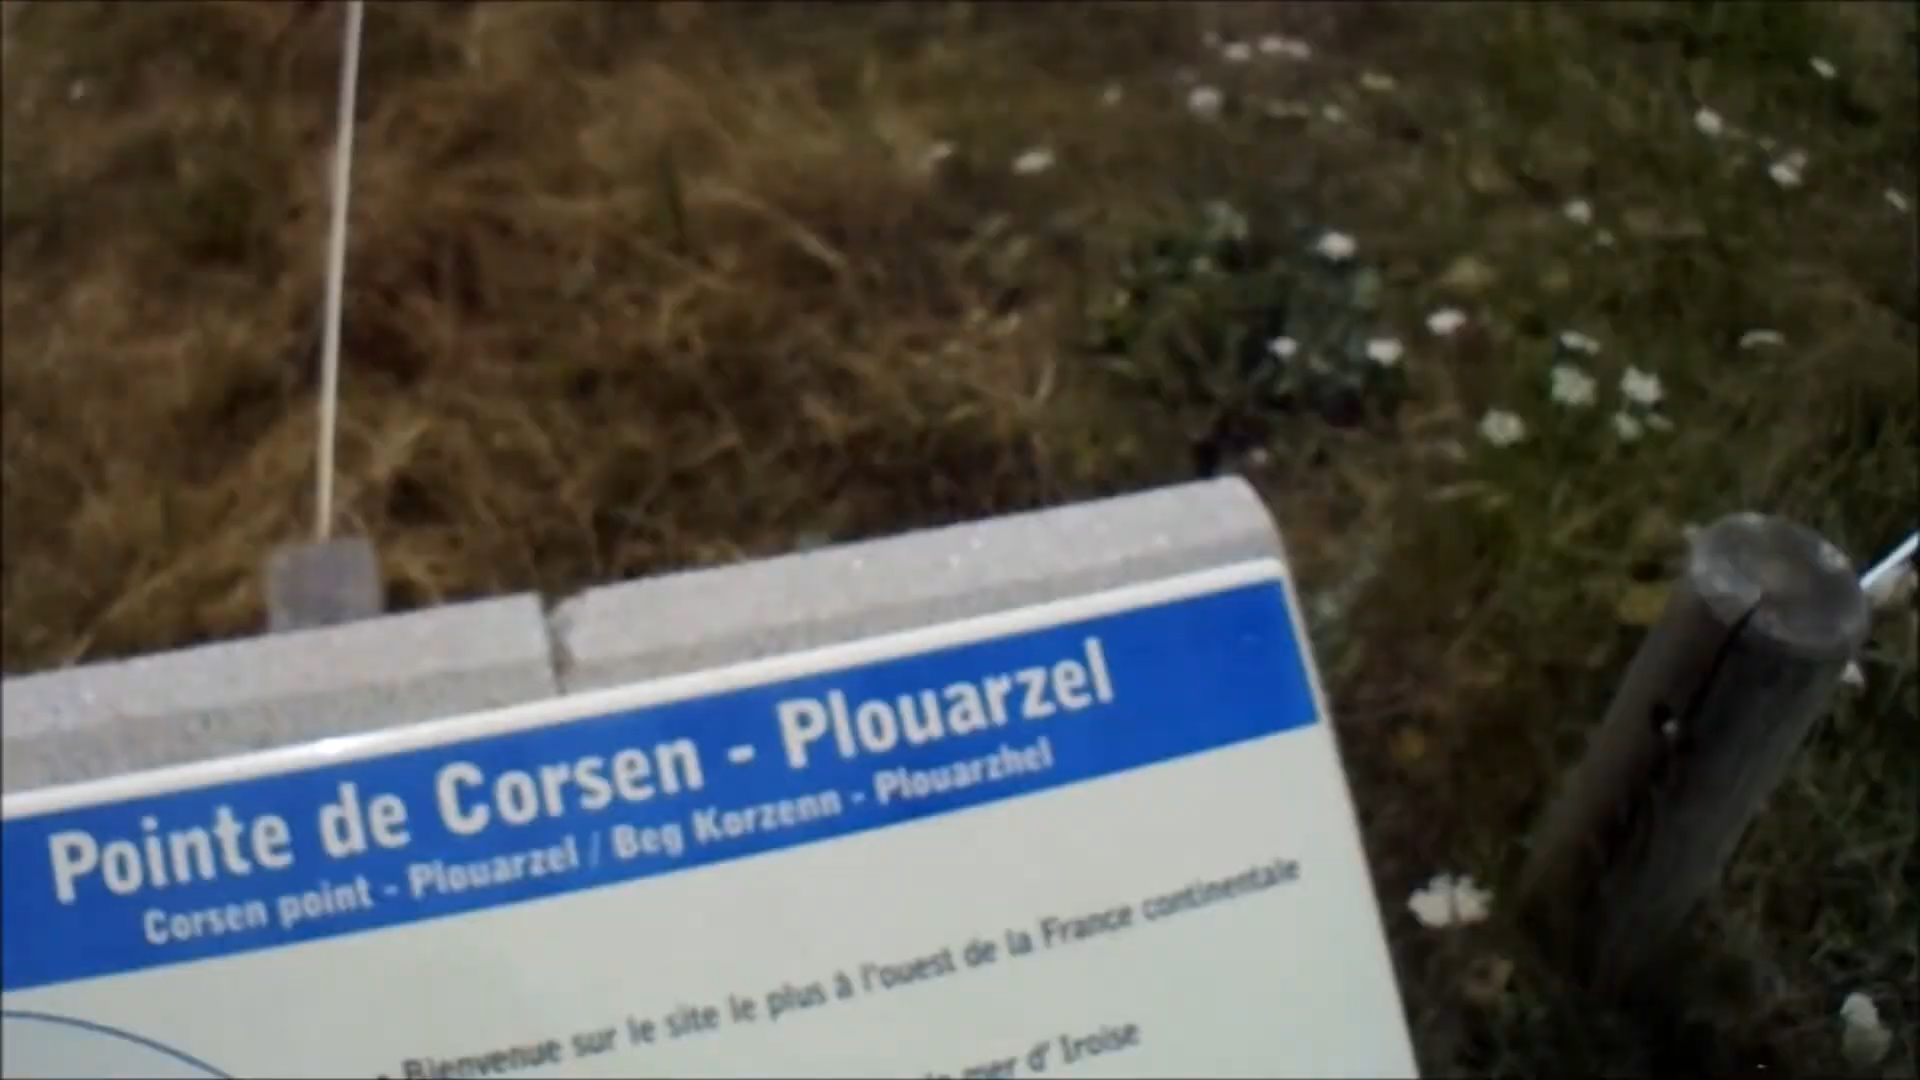 Pointe de Corsen - Plouarzel
Corsen point - Plouarzel / Beg Korzenn - Plouarzhel
Bienvenue sur le site le plus à l'ouest de la France continentale
mer d' Iroise